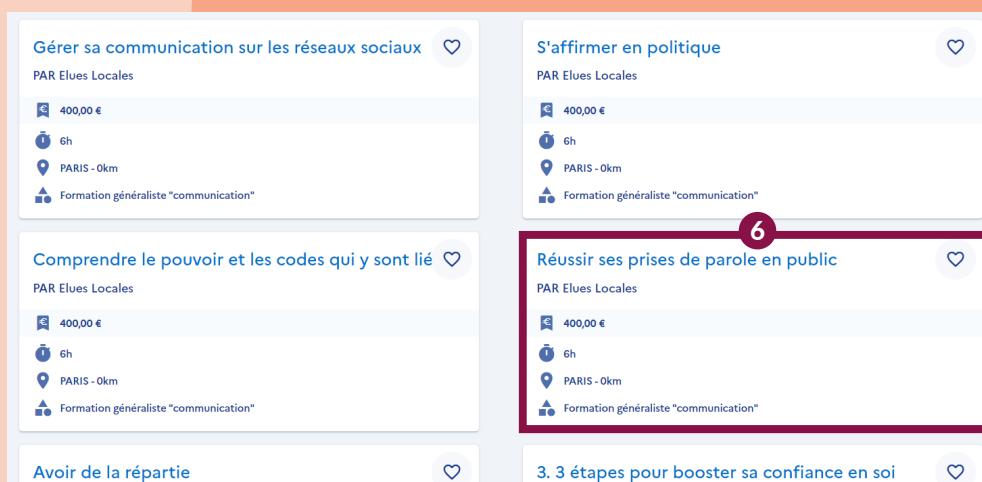 Gérer sa communication sur les réseaux sociaux
PAR Elues Locales
400,00 €
6h
PARIS - 0km
Formation généraliste "communication"
S'affirmer en politique
PAR Elues Locales
400,00 €
6h
PARIS - 0km
Formation généraliste "communication"
Comprendre le pouvoir et les codes qui y sont lié
PAR Elues Locales
400,00 €
6h
PARIS - 0km
Formation généraliste "communication"
6
Réussir ses prises de parole en public
PAR Elues Locales
400,00 €
6h
PARIS - 0km
Formation généraliste "communication"
Avoir de la répartie
3. 3 étapes pour booster sa confiance en soi